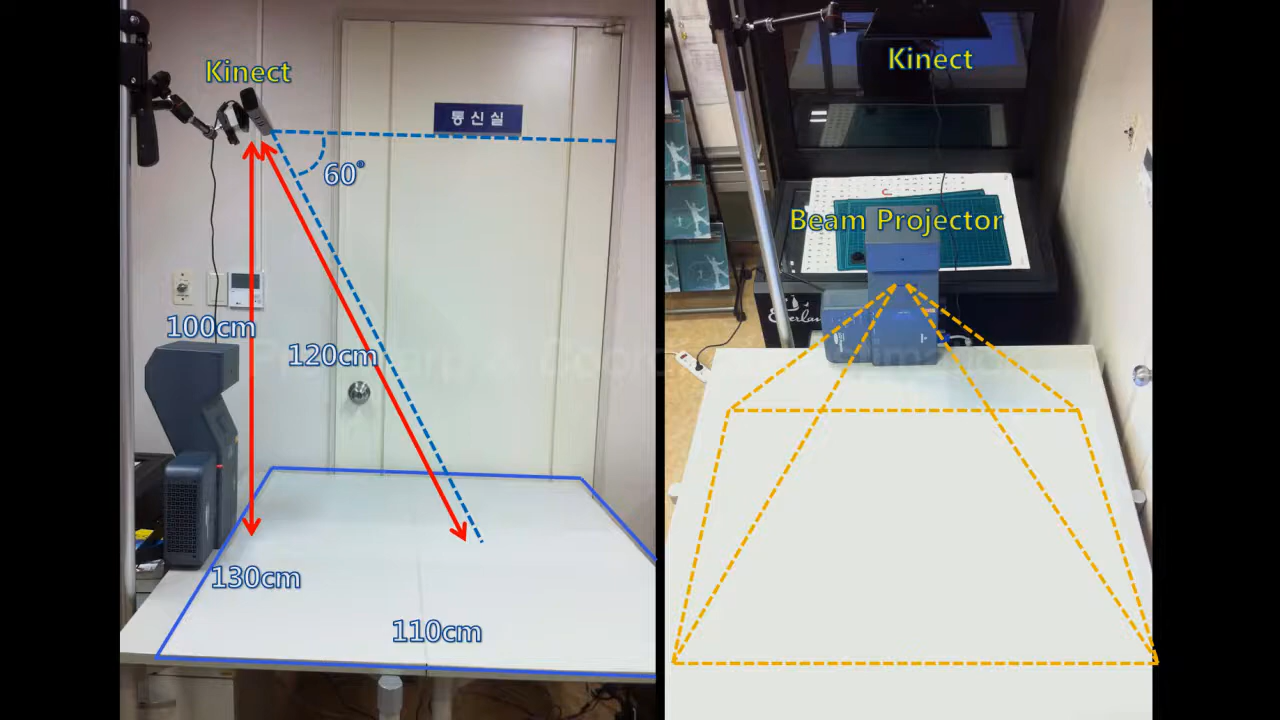 Kinect
통신실
60°
100cm
120cm
130cm
110cm
Kinect
Beam Projector